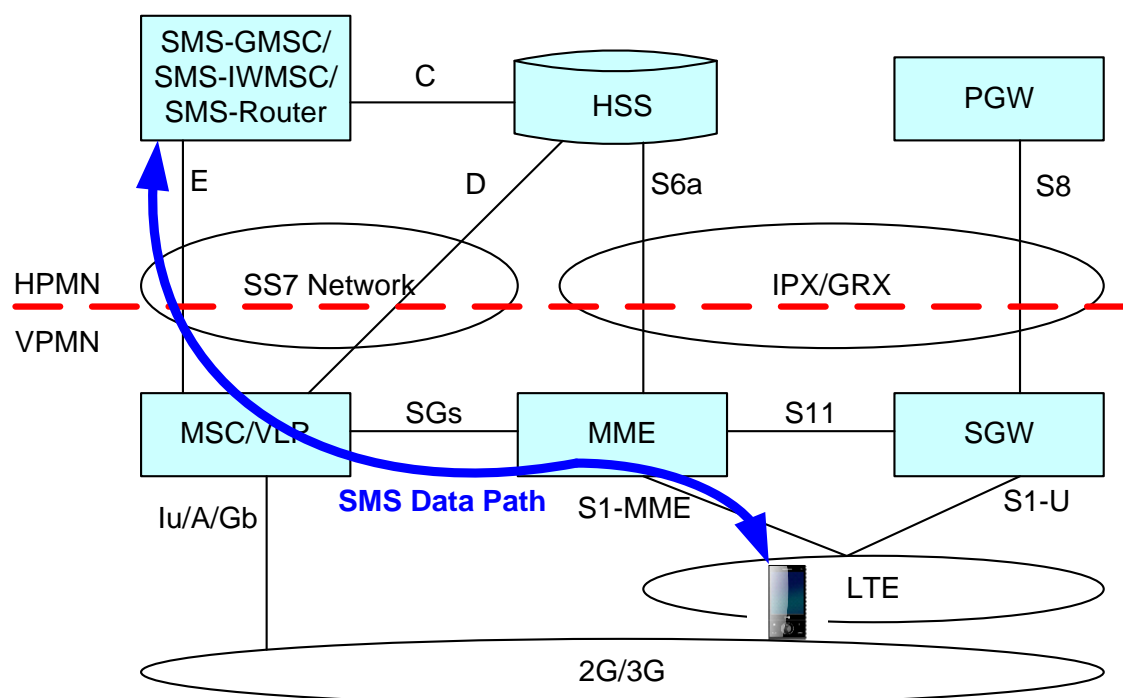 SMS-GMSC/
SMS-IWMSC/
SMS-Router
C
HSS
PGW
E
D
S6a
S8
HPMN
SS7 Network
IPX/GRX
VPMN
MSC/VLR
SGs
MME
S11
SGW
SMS Data Path
Iu/A/Gb
S1-MME
S1-U
LTE
2G/3G